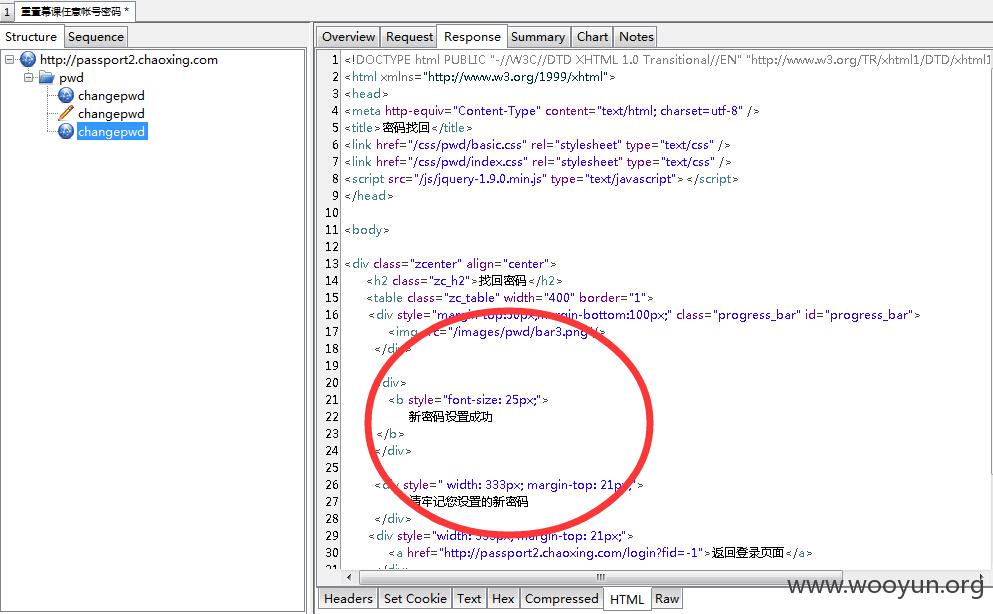 1 重置幕课任意帐号密码 *
Structure Sequence
http://passport2.chaoxing.com
pwd
changepwd
changepwd
changepwd
Overview Request Response Summary Chart Notes
1 <!DOCTYPE html PUBLIC "-//W3C//DTD XHTML 1.0 Transitional//EN" "http://www.w3.org/TR/xhtml1/DTD/xhtml1
2 <html xmlns="http://www.w3.org/1999/xhtml">
3 <head>
4 <meta http-equiv="Content-Type" content="text/html; charset=utf-8" />
5 <title>密码找回</title>
6 <link href="/css/pwd/basic.css" rel="stylesheet" type="text/css" />
7 <link href="/css/pwd/index.css" rel="stylesheet" type="text/css" />
8 <script src="/js/jquery-1.9.0.min.js" type="text/javascript"></script>
9 </head>
10
11 <body>
12
13 <div class="zcenter" align="center">
14 <h2 class="zc_h2">找回密码</h2>
15 <table class="zc_table" width="400" border="1">
16 <div style="margin-top:50px;margin-bottom:100px;" class="progress_bar" id="progress_bar">
17 <img src="/images/pwd/bar3.png"/>
18 </div>
19
20 <div>
21 <b style="font-size: 25px;">
22 新密码设置成功
23 </b>
24 </div>
25
26 <div style=" width: 333px; margin-top: 21px;">
27 请牢记您设置的新密码
28 </div>
29 <div style="width: 333px; margin-top: 21px;">
30 <a href="http://passport2.chaoxing.com/login?fid=-1">返回登录页面</a>
31 </div>
Headers Set Cookie Text Hex Compressed HTML Raw
www.wooyun.org